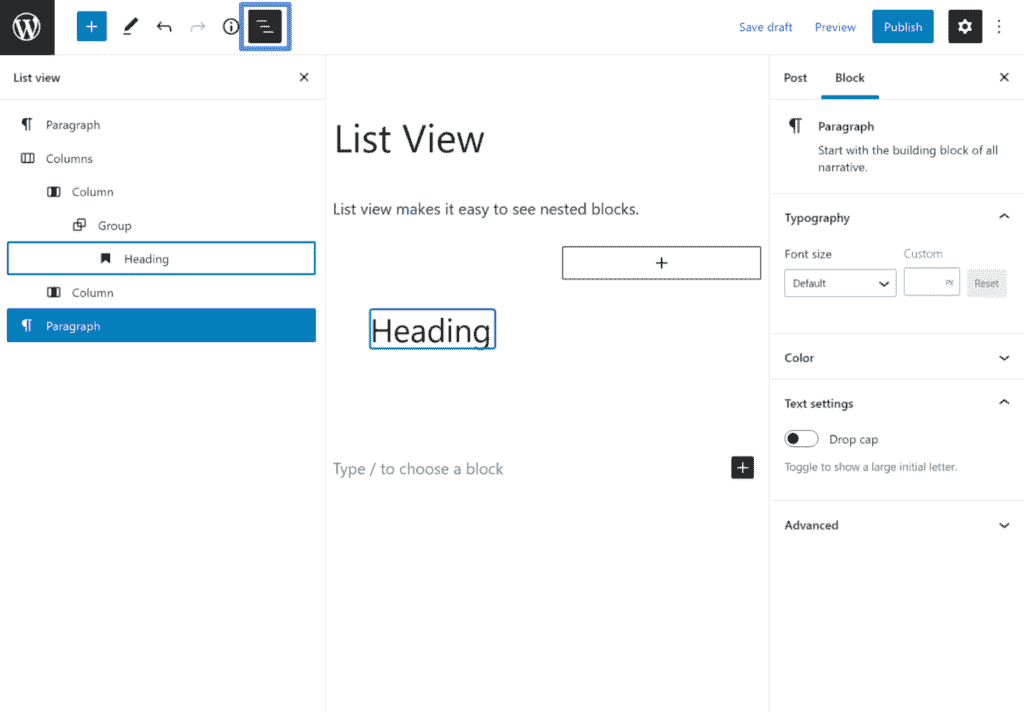 Save draft
Preview
Publish
List view
Paragraph
Columns
Column
Group
Heading
Column
Paragraph
List View
List view makes it easy to see nested blocks.
Heading
Type / to choose a block
Post
Block
Paragraph
Start with the building block of all
narrative.
Typography
Font size
Custom
Default
PX
Reset
Color
Text settings
Drop cap
Toggle to show a large initial letter.
Advanced